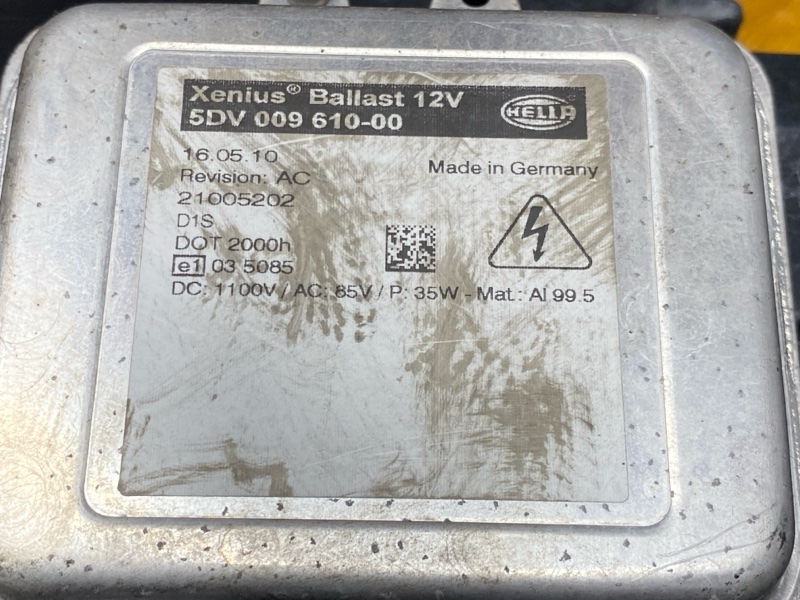 Xenius® Ballast 12V
5DV 009 610-00
HELLA
16.05.10
Made in Germany
Revision: AC
21005202
D1S
DOT 2000h
e1 03 5085
DC: 1100V / AC: 85V / P: 35W - Mat.: Al 99.5